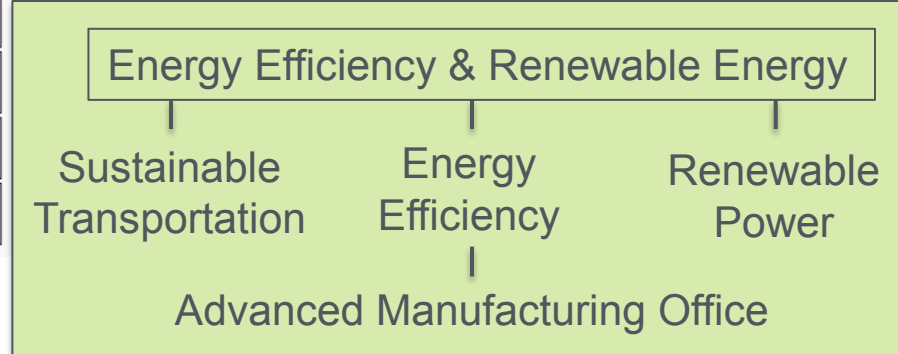 Energy Efficiency & Renewable Energy
Sustainable
Transportation
Energy
Efficiency
Renewable
Power
Advanced Manufacturing Office